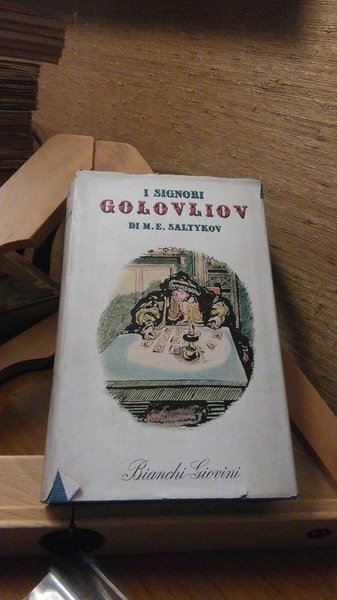 I SIGNORI
GOLOVLIOV
DI M. E. SALTYKOV
Bianchi-Giovini